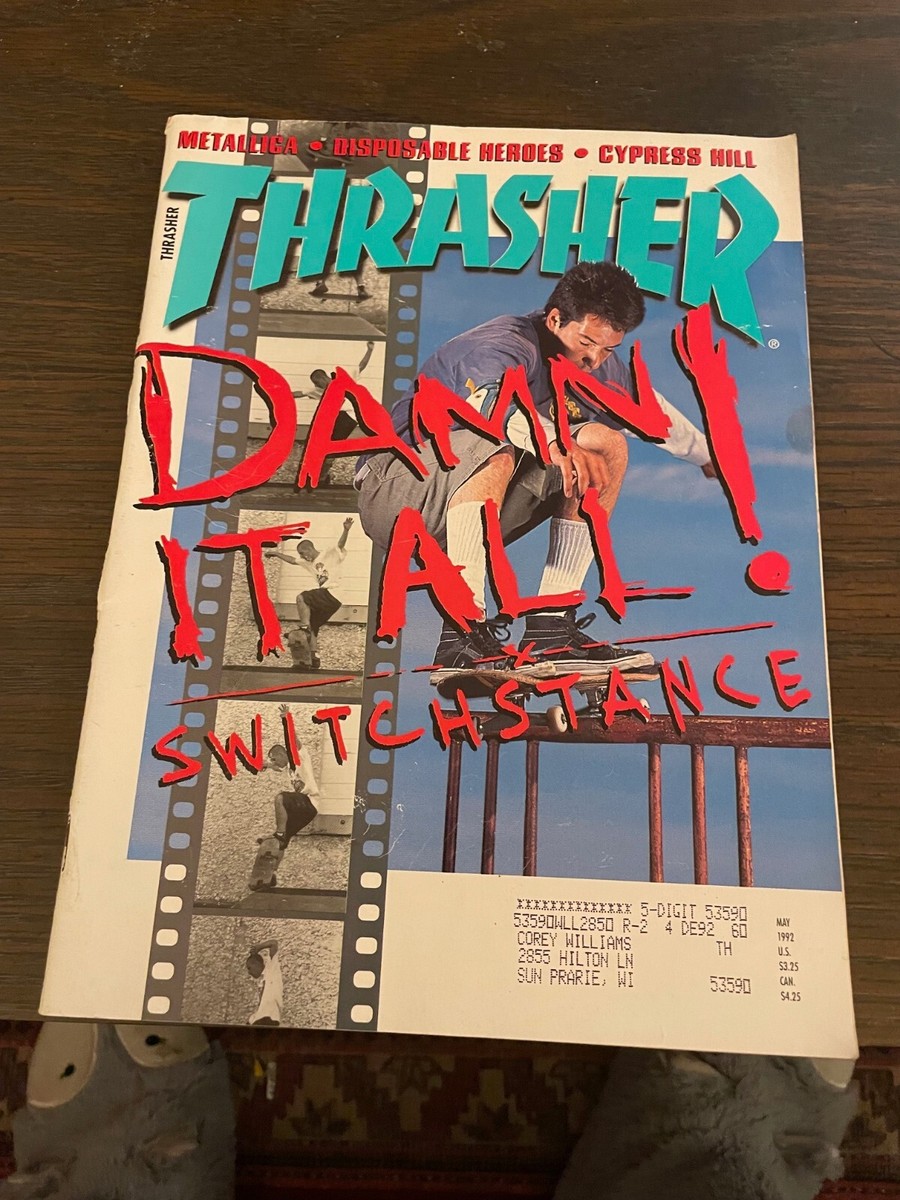 METALLICA • DISPOSABLE HEROES • CYPRESS HILL
THRASHER
THRASHER
®
DAMN!
IT ALL
SWITCHSTANCE
************** 5-DIGIT 53590
53590WLL2850 R-2 4 DE92 60
COREY WILLIAMS TH
2855 HILTON LN
SUN PRARIE, WI 53590
MAY
1992
U.S.
$3.25
CAN.
$4.25